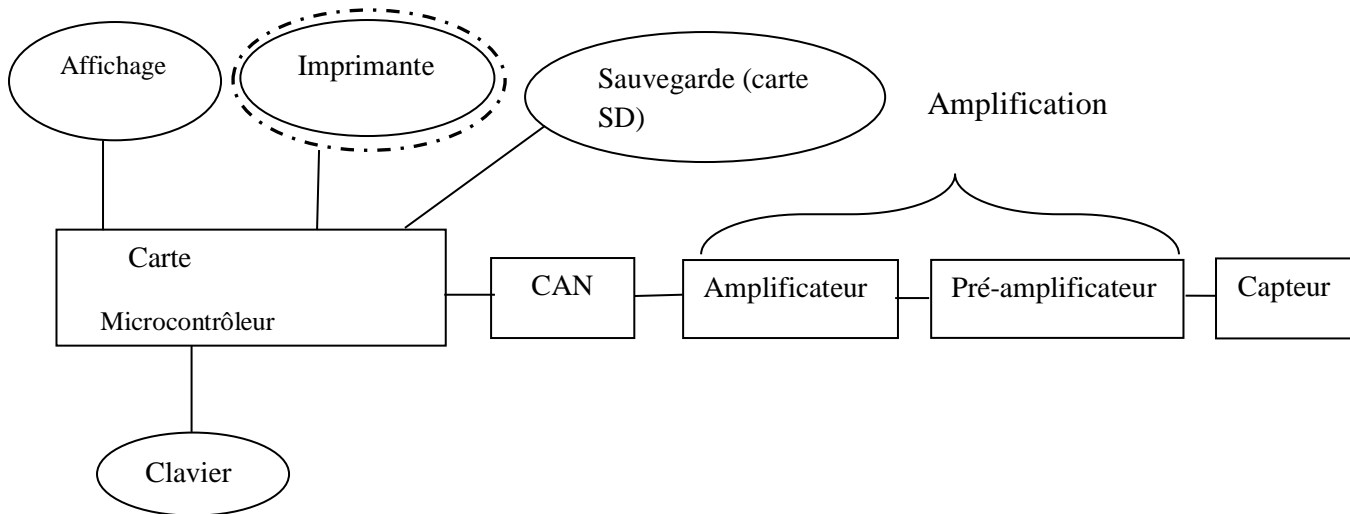 Affichage
Imprimante
Sauvegarde (carte
SD)
Amplification
Carte
Microcontrôleur
CAN
Amplificateur
Pré-amplificateur
Capteur
Clavier